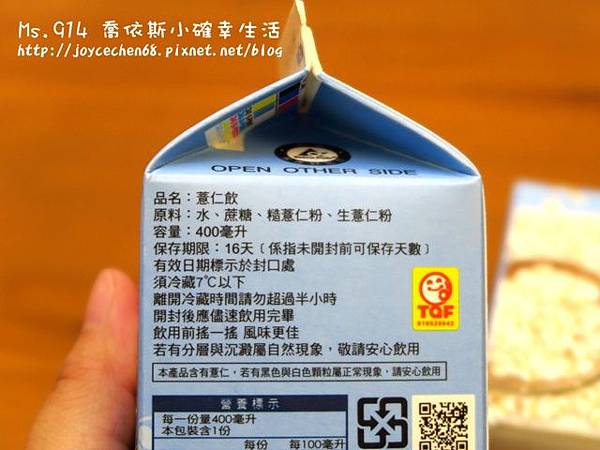 Ms.G14 喬依斯小確幸生活
http://joycechen68.pixnet.net/blog
OPEN OTHER SIDE
品名：薏仁飲
原料：水、蔗糖、糙薏仁粉、生薏仁粉
容量：400毫升
保存期限：16天〔係指未開封前可保存天數〕
有效日期標示於封口處
須冷藏7℃以下
離開冷藏時間請勿超過半小時
開封後應儘速飲用完畢
飲用前搖一搖 風味更佳
若有分層與沉澱屬自然現象，敬請安心飲用
TQF
本產品含有薏仁，若有黑色與白色顆粒屬正常現象，請安心飲用
營養標示
每一份量400毫升
本包裝含1份
每份 每100毫升